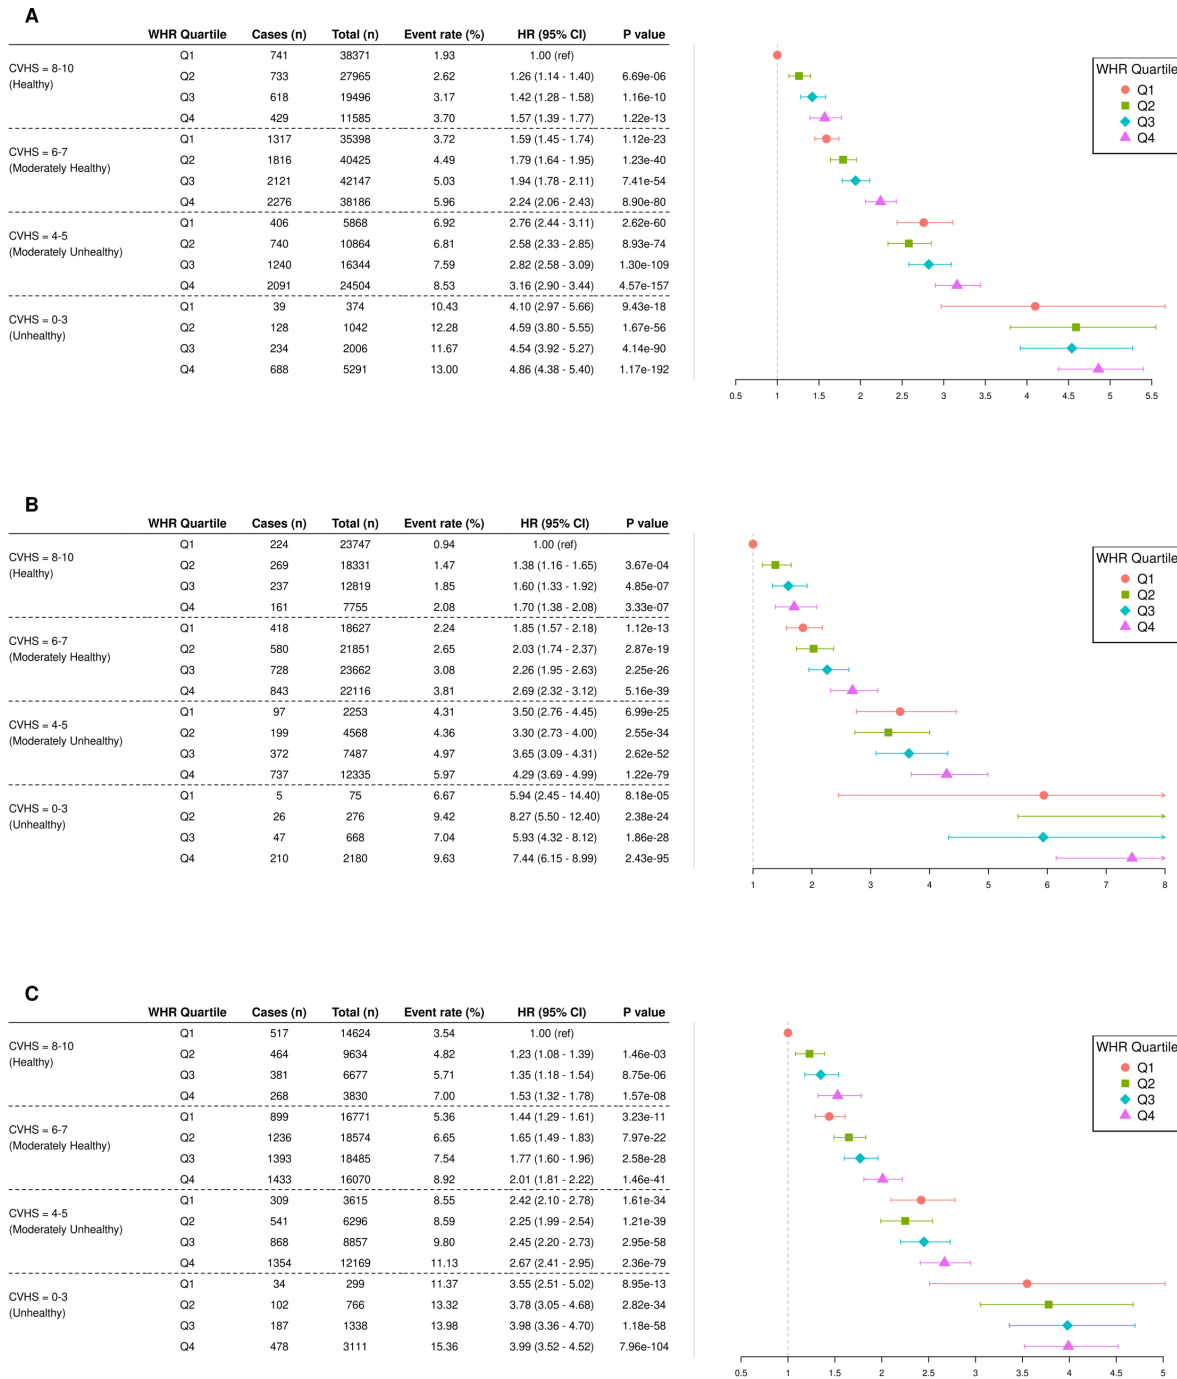 A
WHR Quartile Cases (n) Total (n) Event rate (%) HR (95% CI) P value
CVHS = 8-10
(Healthy)
Q1 741 38371 1.93 1.00 (ref)
Q2 733 27965 2.62 1.26 (1.14 - 1.40) 6.69e-06
Q3 618 19496 3.17 1.42 (1.28 - 1.58) 1.16e-10
Q4 429 11585 3.70 1.57 (1.39 - 1.77) 1.22e-13
CVHS = 6-7
(Moderately Healthy)
Q1 1317 35398 3.72 1.59 (1.45 - 1.74) 1.12e-23
Q2 1816 40425 4.49 1.79 (1.64 - 1.95) 1.23e-40
Q3 2121 42147 5.03 1.94 (1.78 - 2.11) 7.41e-54
Q4 2276 38186 5.96 2.24 (2.06 - 2.43) 8.90e-80
CVHS = 4-5
(Moderately Unhealthy)
Q1 406 5868 6.92 2.76 (2.44 - 3.11) 2.62e-60
Q2 740 10864 6.81 2.58 (2.33 - 2.85) 8.93e-74
Q3 1240 16344 7.59 2.82 (2.58 - 3.09) 1.30e-109
Q4 2091 24504 8.53 3.16 (2.90 - 3.44) 4.57e-157
CVHS = 0-3
(Unhealthy)
Q1 39 374 10.43 4.10 (2.97 - 5.66) 9.43e-18
Q2 128 1042 12.28 4.59 (3.80 - 5.55) 1.67e-56
Q3 234 2006 11.67 4.54 (3.92 - 5.27) 4.14e-90
Q4 688 5291 13.00 4.86 (4.38 - 5.40) 1.17e-192
0.5 1 1.5 2 2.5 3 3.5 4 4.5 5 5.5
WHR Quartile
Q1
Q2
Q3
Q4
B
WHR Quartile Cases (n) Total (n) Event rate (%) HR (95% CI) P value
CVHS = 8-10
(Healthy)
Q1 224 23747 0.94 1.00 (ref)
Q2 269 18331 1.47 1.38 (1.16 - 1.65) 3.67e-04
Q3 237 12819 1.85 1.60 (1.33 - 1.92) 4.85e-07
Q4 161 7755 2.08 1.70 (1.38 - 2.08) 3.33e-07
CVHS = 6-7
(Moderately Healthy)
Q1 418 18627 2.24 1.85 (1.57 - 2.18) 1.12e-13
Q2 580 21851 2.65 2.03 (1.74 - 2.37) 2.87e-19
Q3 728 23662 3.08 2.26 (1.95 - 2.63) 2.25e-26
Q4 843 22116 3.81 2.69 (2.32 - 3.12) 5.16e-39
CVHS = 4-5
(Moderately Unhealthy)
Q1 97 2253 4.31 3.50 (2.76 - 4.45) 6.99e-25
Q2 199 4568 4.36 3.30 (2.73 - 4.00) 2.55e-34
Q3 372 7487 4.97 3.65 (3.09 - 4.31) 2.62e-52
Q4 737 12335 5.97 4.29 (3.69 - 4.99) 1.22e-79
CVHS = 0-3
(Unhealthy)
Q1 5 75 6.67 5.94 (2.45 - 14.40) 8.18e-05
Q2 26 276 9.42 8.27 (5.50 - 12.40) 2.38e-24
Q3 47 668 7.04 5.93 (4.32 - 8.12) 1.86e-28
Q4 210 2180 9.63 7.44 (6.15 - 8.99) 2.43e-95
1 2 3 4 5 6 7 8
WHR Quartile
Q1
Q2
Q3
Q4
C
WHR Quartile Cases (n) Total (n) Event rate (%) HR (95% CI) P value
CVHS = 8-10
(Healthy)
Q1 517 14624 3.54 1.00 (ref)
Q2 464 9634 4.82 1.23 (1.08 - 1.39) 1.46e-03
Q3 381 6677 5.71 1.35 (1.18 - 1.54) 8.75e-06
Q4 268 3830 7.00 1.53 (1.32 - 1.78) 1.57e-08
CVHS = 6-7
(Moderately Healthy)
Q1 899 16771 5.36 1.44 (1.29 - 1.61) 3.23e-11
Q2 1236 18574 6.65 1.65 (1.49 - 1.83) 7.97e-22
Q3 1393 18485 7.54 1.77 (1.60 - 1.96) 2.58e-28
Q4 1433 16070 8.92 2.01 (1.81 - 2.22) 1.46e-41
CVHS = 4-5
(Moderately Unhealthy)
Q1 309 3615 8.55 2.42 (2.10 - 2.78) 1.61e-34
Q2 541 6296 8.59 2.25 (1.99 - 2.54) 1.21e-39
Q3 868 8857 9.80 2.45 (2.20 - 2.73) 2.95e-58
Q4 1354 12169 11.13 2.67 (2.41 - 2.95) 2.36e-79
CVHS = 0-3
(Unhealthy)
Q1 34 299 11.37 3.55 (2.51 - 5.02) 8.95e-13
Q2 102 766 13.32 3.78 (3.05 - 4.68) 2.82e-34
Q3 187 1338 13.98 3.98 (3.36 - 4.70) 1.18e-58
Q4 478 3111 15.36 3.99 (3.52 - 4.52) 7.96e-104
0.5 1 1.5 2 2.5 3 3.5 4 4.5 5
WHR Quartile
Q1
Q2
Q3
Q4